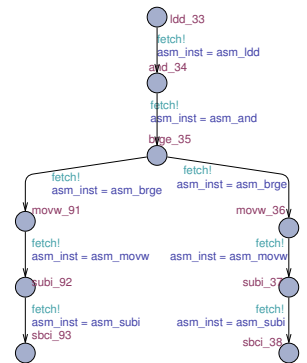 ldd_33
fetch!
asm_inst = asm_ldd
and_34
fetch!
asm_inst = asm_and
brge_35
fetch!
asm_inst = asm_brge
fetch!
asm_inst = asm_brge
movw_91
movw_36
fetch!
asm_inst = asm_movw
fetch!
asm_inst = asm_movw
subi_92
subi_37
fetch!
asm_inst = asm_subi
fetch!
asm_inst = asm_subi
sbci_93
sbci_38